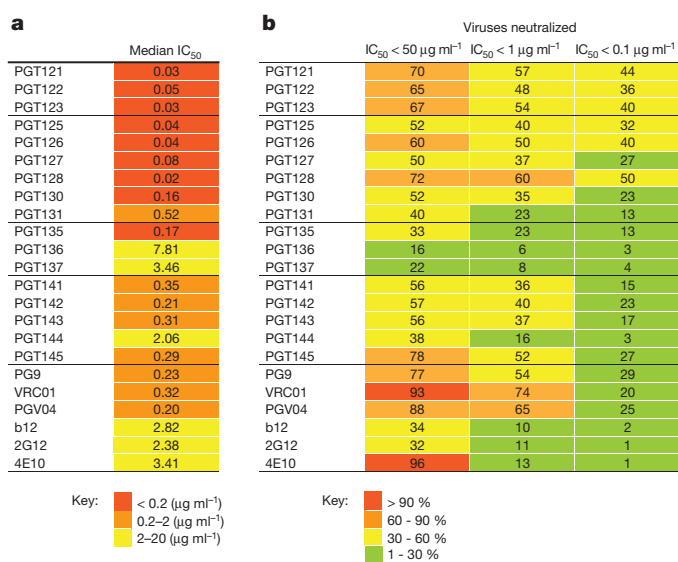 a
Median IC50
PGT121 0.03
PGT122 0.05
PGT123 0.03
PGT125 0.04
PGT126 0.04
PGT127 0.08
PGT128 0.02
PGT130 0.16
PGT131 0.52
PGT135 0.17
PGT136 7.81
PGT137 3.46
PGT141 0.35
PGT142 0.21
PGT143 0.31
PGT144 2.06
PGT145 0.29
PG9 0.23
VRC01 0.32
PGV04 0.20
b12 2.82
2G12 2.38
4E10 3.41
Key:
< 0.2 (μg ml–1)
0.2–2 (μg ml–1)
2–20 (μg ml–1)
b
Viruses neutralized
IC50 < 50 μg ml–1 IC50 < 1 μg ml–1 IC50 < 0.1 μg ml–1
PGT121 70 57 44
PGT122 65 48 36
PGT123 67 54 40
PGT125 52 40 32
PGT126 60 50 40
PGT127 50 37 27
PGT128 72 60 50
PGT130 52 35 23
PGT131 40 23 13
PGT135 33 23 13
PGT136 16 6 3
PGT137 22 8 4
PGT141 56 36 15
PGT142 57 40 23
PGT143 56 37 17
PGT144 38 16 3
PGT145 78 52 27
PG9 77 54 29
VRC01 93 74 20
PGV04 88 65 25
b12 34 10 2
2G12 32 11 1
4E10 96 13 1
Key:
> 90 %
60 - 90 %
30 - 60 %
1 - 30 %